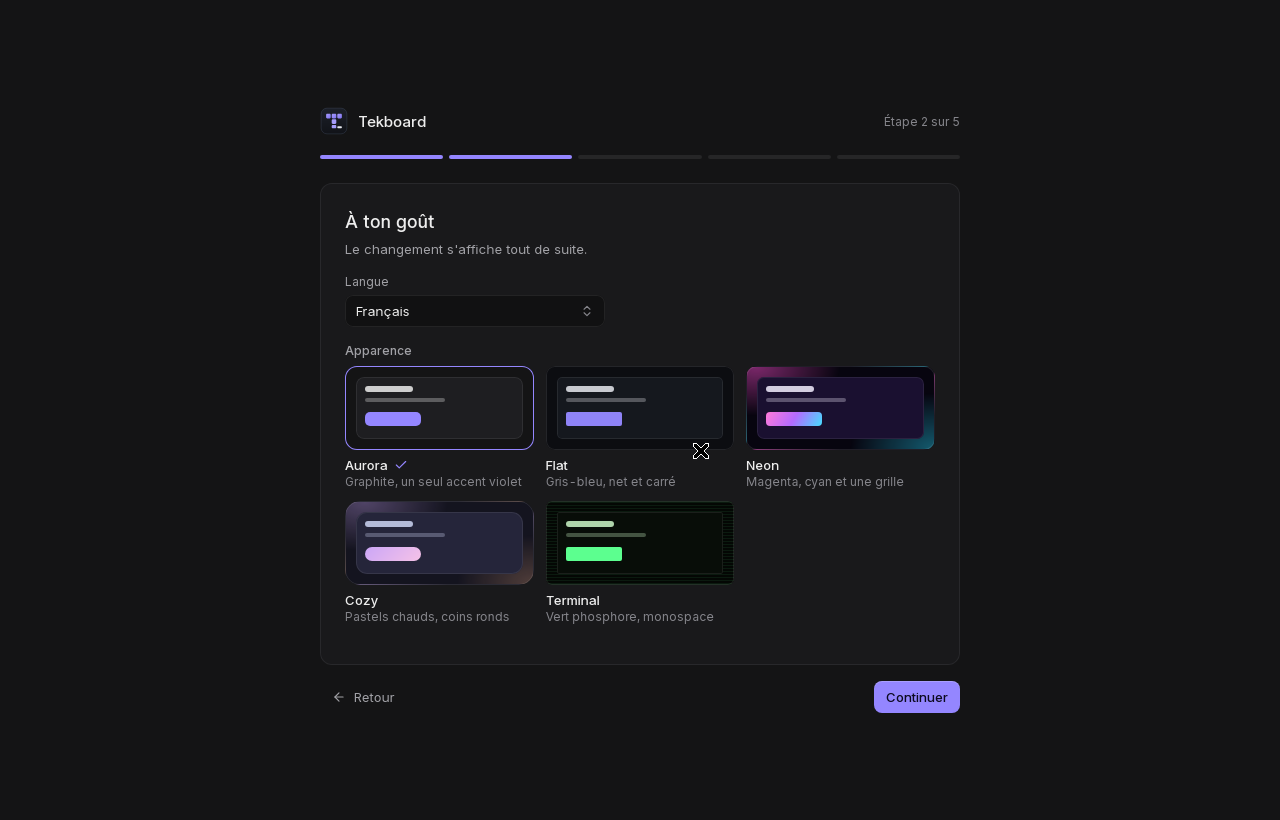 Tekboard
Étape 2 sur 5
À ton goût
Le changement s'affiche tout de suite.
Langue
Français
Apparence
Aurora
Graphite, un seul accent violet
Flat
Gris-bleu, net et carré
Neon
Magenta, cyan et une grille
Cozy
Pastels chauds, coins ronds
Terminal
Vert phosphore, monospace
Retour
Continuer